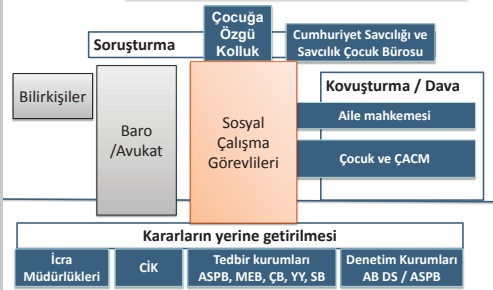 Çocuğa
Özgü
Kolluk
Soruşturma
Cumhuriyet Savcılığı ve
Savcılık Çocuk Bürosu
Bilirkişiler
Baro
/Avukat
Sosyal
Çalışma
Görevlileri
Kovuşturma / Dava
Aile mahkemesi
Çocuk ve ÇACM
Kararların yerine getirilmesi
İcra
Müdürlükleri
CİK
Tedbir kurumları
ASPB, MEB, ÇB, YY, SB
Denetim Kurumları
AB DS / ASPB